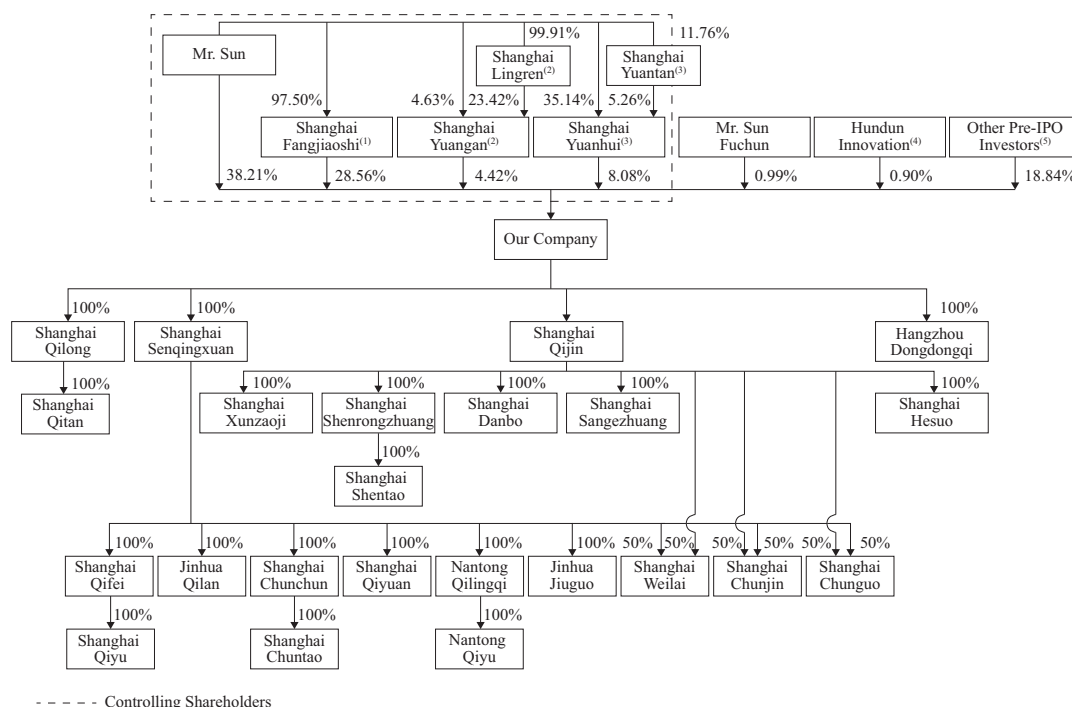 99.91%
11.76%
Mr. Sun
Shanghai
Lingren(2)
Shanghai
Yuantan(3)
97.50%
4.63%
23.42%
35.14%
5.26%
Shanghai
Fangjiaoshi(1)
Shanghai
Yuangan(2)
Shanghai
Yuanhui(3)
Mr. Sun
Fuchun
Hundun
Innovation(4)
Other Pre-IPO
Investors(5)
38.21%
28.56%
4.42%
8.08%
0.99%
0.90%
18.84%
Our Company
100%
100%
100%
Shanghai
Qilong
Shanghai
Senqingxuan
Shanghai
Qijin
Hangzhou
Dongdongqi
100%
100%
100%
100%
100%
100%
Shanghai
Qitan
Shanghai
Xunzaoji
Shanghai
Shenrongzhuang
Shanghai
Danbo
Shanghai
Sangezhuang
Shanghai
Hesuo
100%
Shanghai
Shentao
100%
100%
100%
100%
100%
100%
50%
50%
50%
50%
50%
50%
Shanghai
Qifei
Jinhua
Qilan
Shanghai
Chunchun
Shanghai
Qiyuan
Nantong
Qilingqi
Jinhua
Jiuguo
Shanghai
Weilai
Shanghai
Chunjin
Shanghai
Chunguo
100%
100%
100%
Shanghai
Qiyu
Shanghai
Chuntao
Nantong
Qiyu
Controlling Shareholders